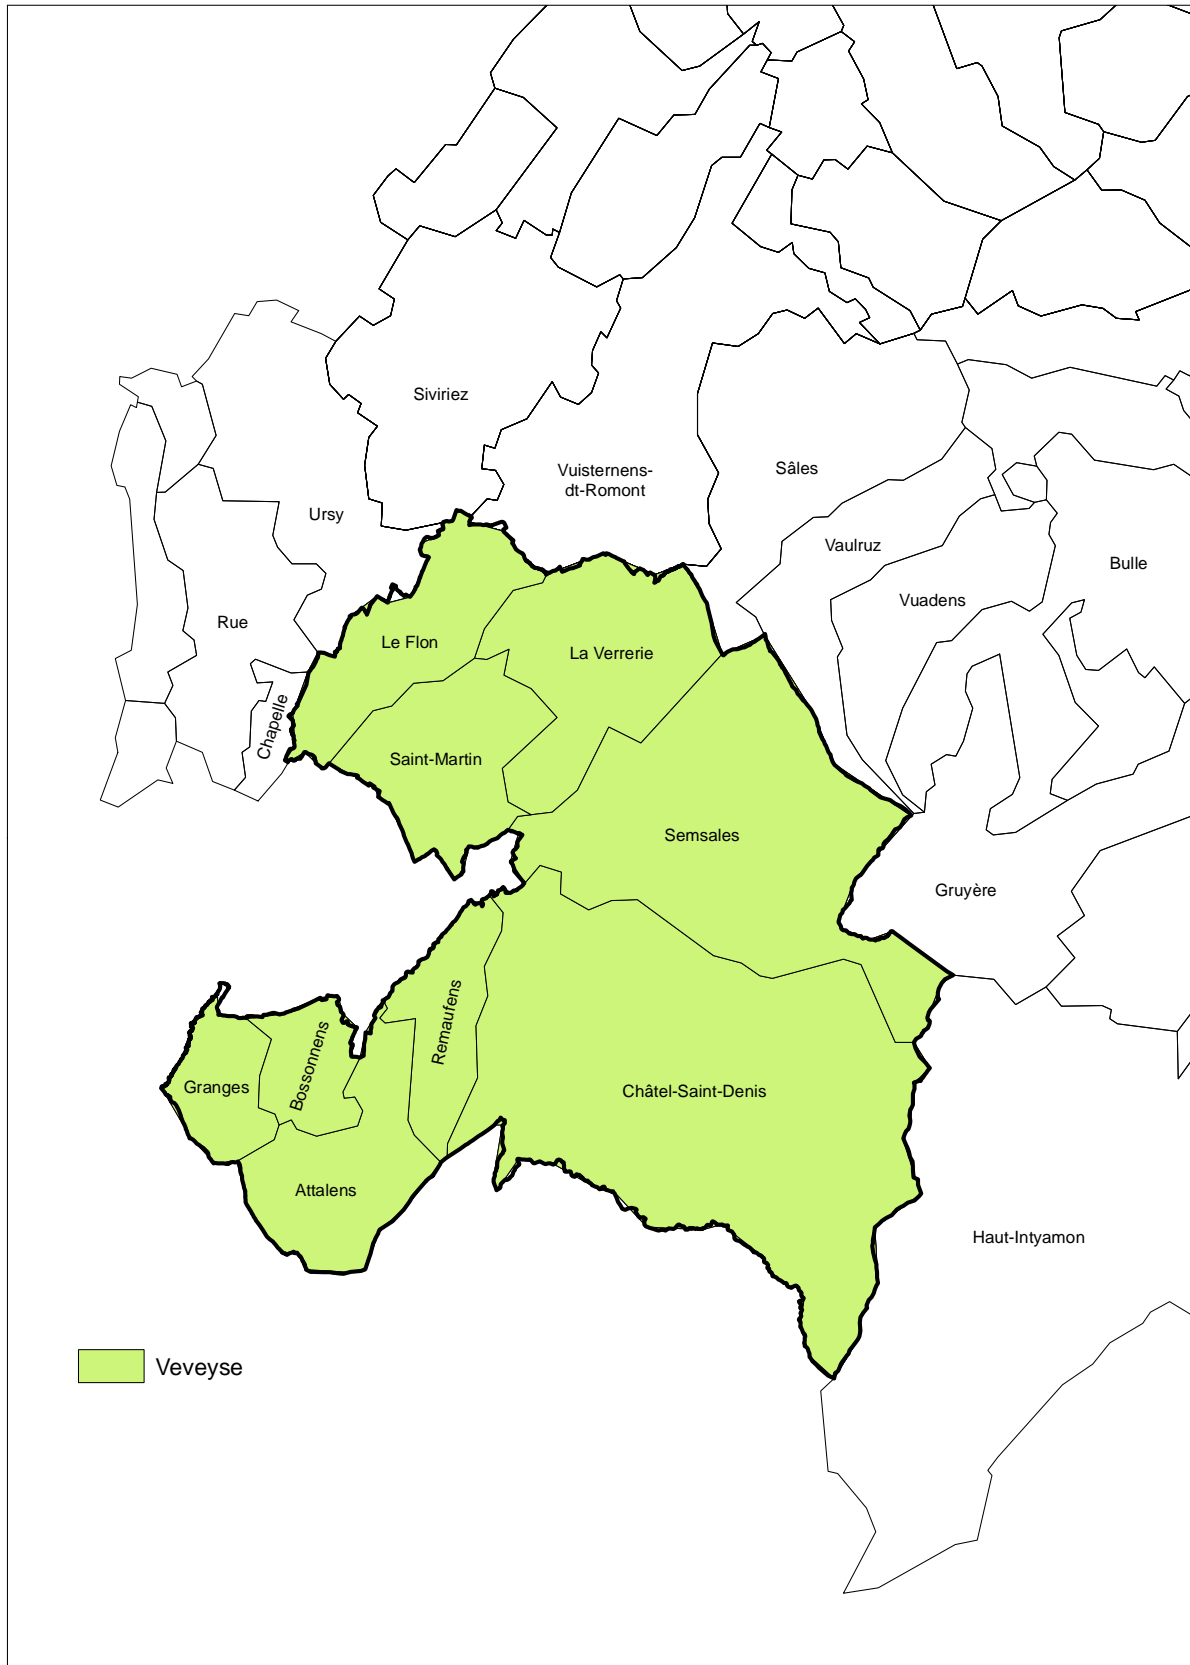 Siviriez
Vuisternens-
dt-Romont
Sâles
Ursy
Vaulruz
Bulle
Vuadens
Rue
Le Flon
La Verrerie
Chapelle
Saint-Martin
Semsales
Gruyère
Remaufens
Bossonnens
Granges
Châtel-Saint-Denis
Attalens
Haut-Intyamon
Veveyse